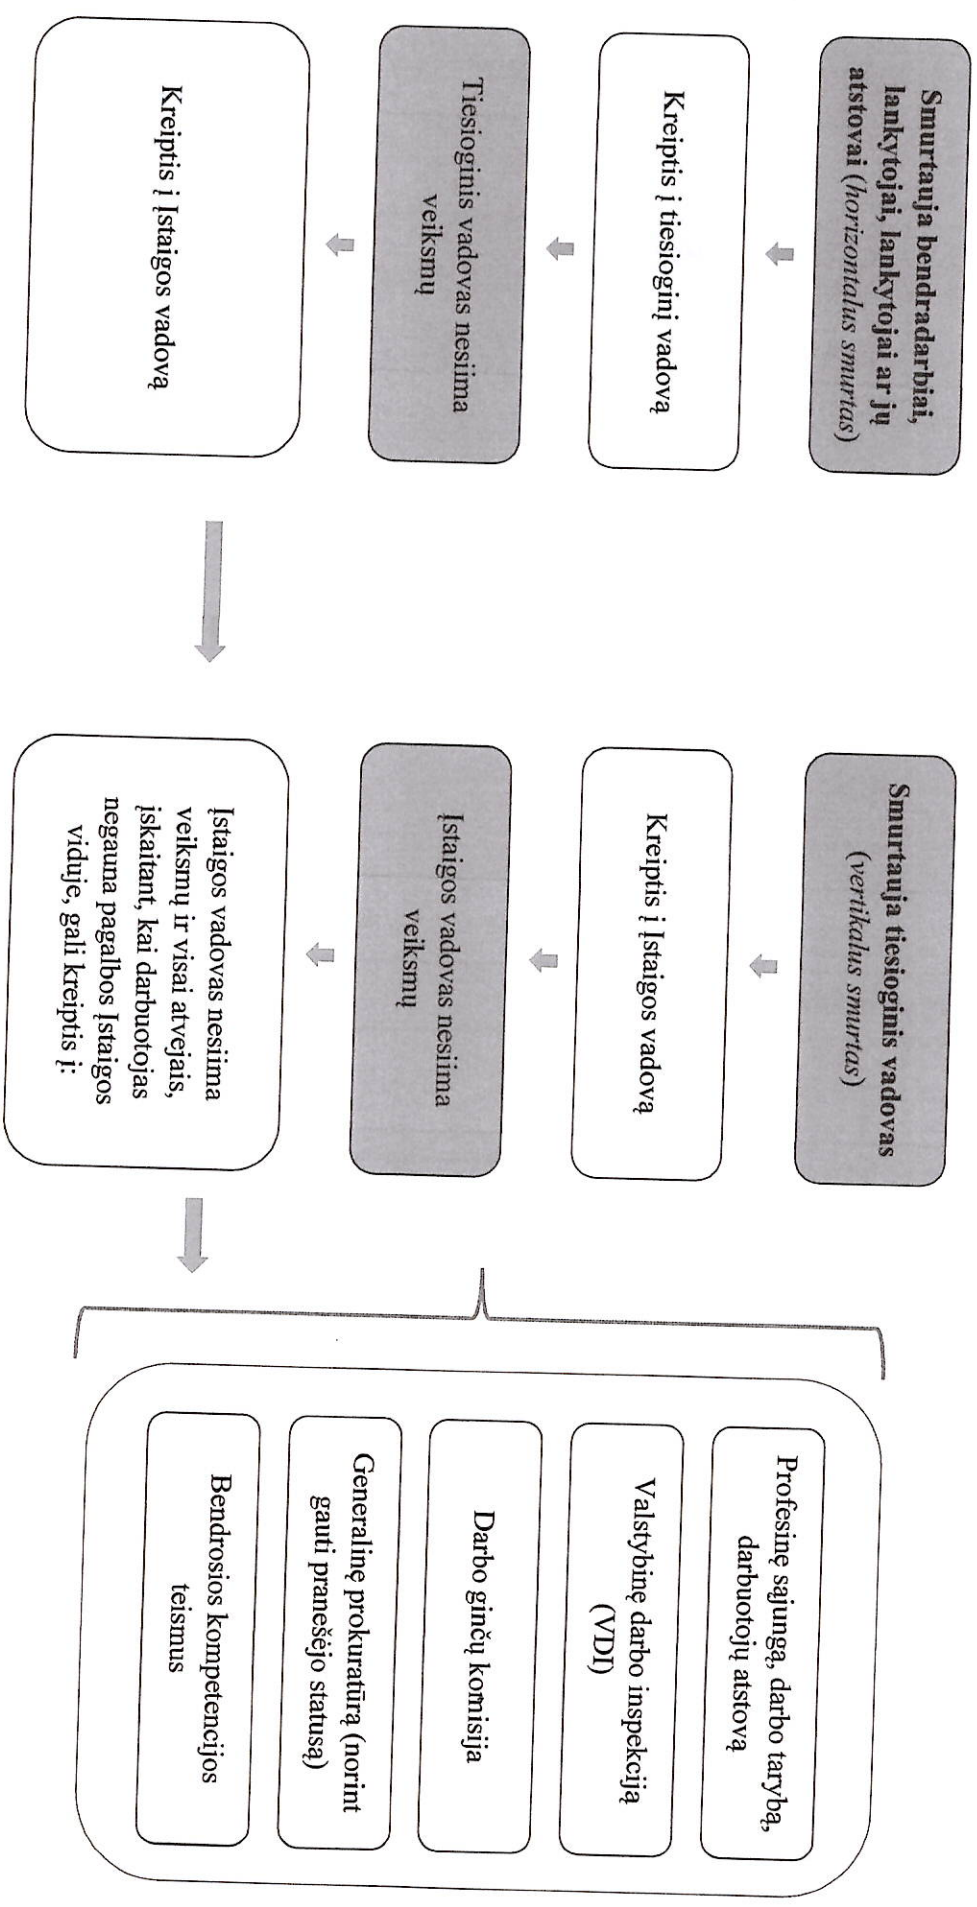 Smurtauja bendradarbiai,
lankytojai, lankytojai ar jų
atstovai (horizontalus smurtas)
Kreiptis į tiesioginį vadovą
Tiesioginis vadovas nesiima
veiksmų
Kreiptis į Įstaigos vadovą
Smurtauja tiesioginis vadovas
(vertikalus smurtas)
Kreiptis į Įstaigos vadovą
Įstaigos vadovas nesiima
veiksmų
Įstaigos vadovas nesiima
veiksmų ir visai atvejais,
įskaitant, kai darbuotojas
negauna pagalbos Įstaigos
viduje, gali kreiptis į:
Profesinę sąjungą, darbo tarybą,
darbuotojų atstovą
Valstybinę darbo inspekciją
(VDI)
Darbo ginčų komisija
Generalinę prokuratūrą (norint
gauti pranešėjo statusą)
Bendrosios kompetencijos
teismus